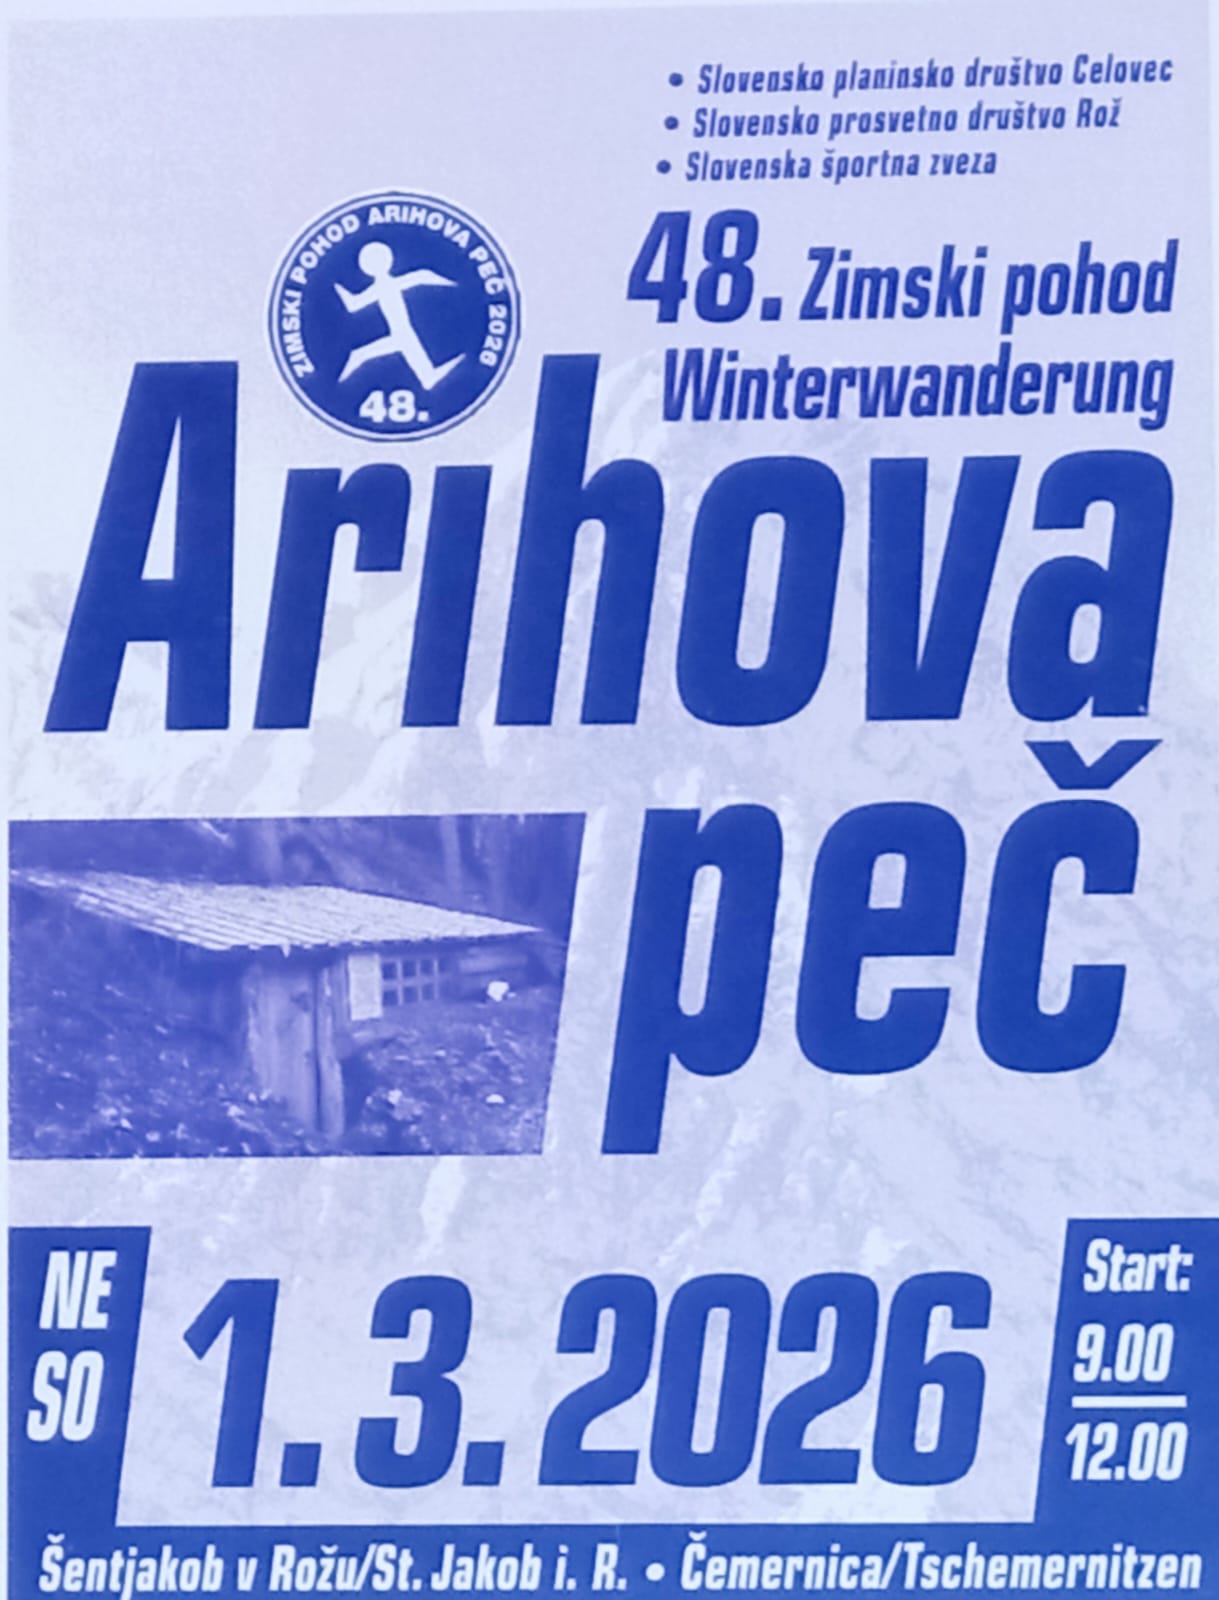 • Slovensko planinsko društvo Celovec
• Slovensko prosvetno društvo Rož
• Slovenska športna zveza
ZIMSKI POHOD ARIHOVA PEČ 2026
48.
48. Zimski pohod
Winterwanderung
Arihova
peč
NE
SO
1.3.2026
Start:
9.00
12.00
Šentjakob v Rožu/St. Jakob i. R. • Čemernica/Tschemernitzen